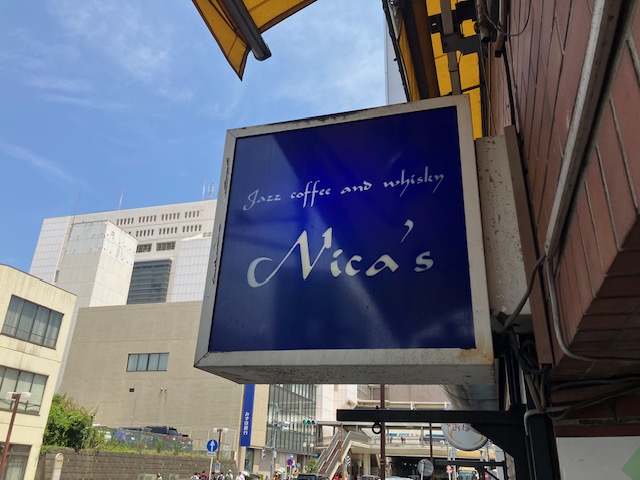 Jazz coffee and whisky
Nica's